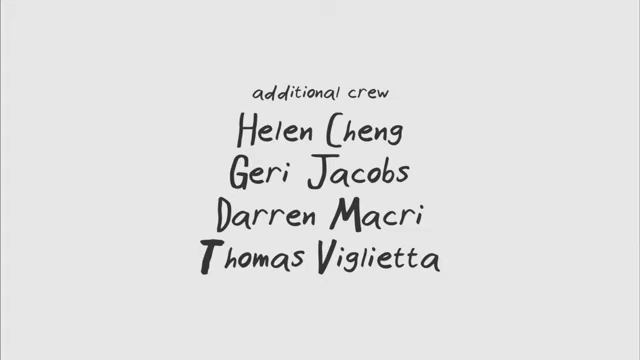 additional crew
Helen Cheng
Geri Jacobs
Darren Macri
Thomas Viglietta